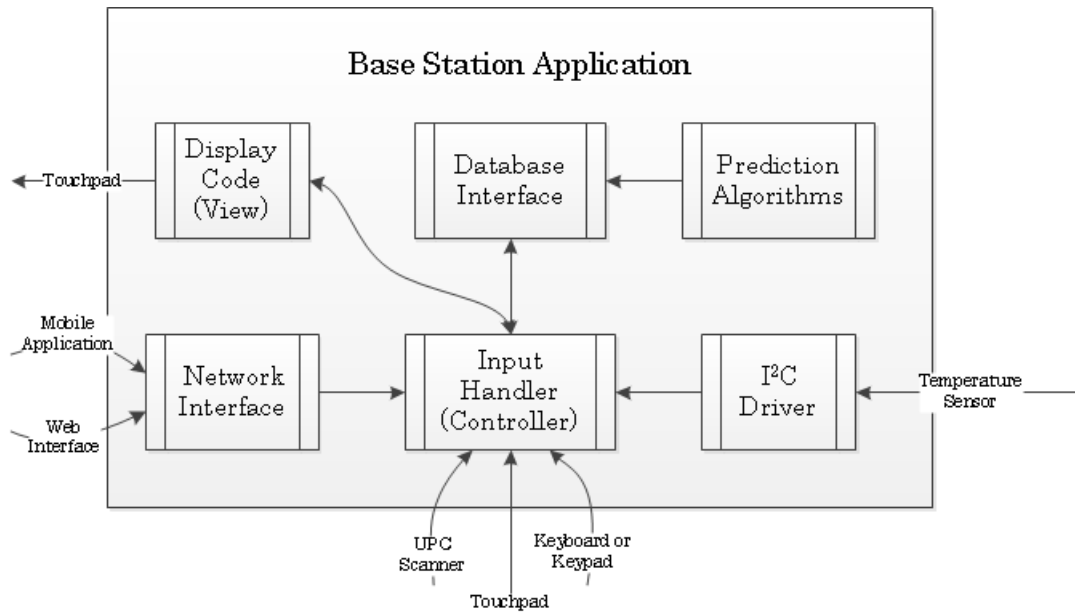 Base Station Application
Display
Code
(View)
Database
Interface
Prediction
Algorithms
Touchpad
Mobile
Application
Network
Interface
Input
Handler
(Controller)
I²C
Driver
Temperature
Sensor
Web
Interface
UPC
Scanner
Keyboard or
Keypad
Touchpad